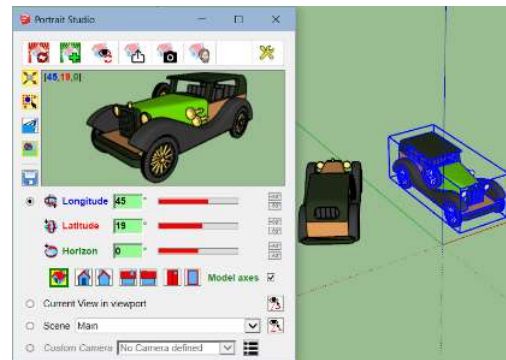 Portrait Studio
[45,19,0]
Longitude 45 °
Latitude 19 °
Horizon 0 °
Model axes
Current View in viewport
Scene Main
Custom Camera No Camera defined